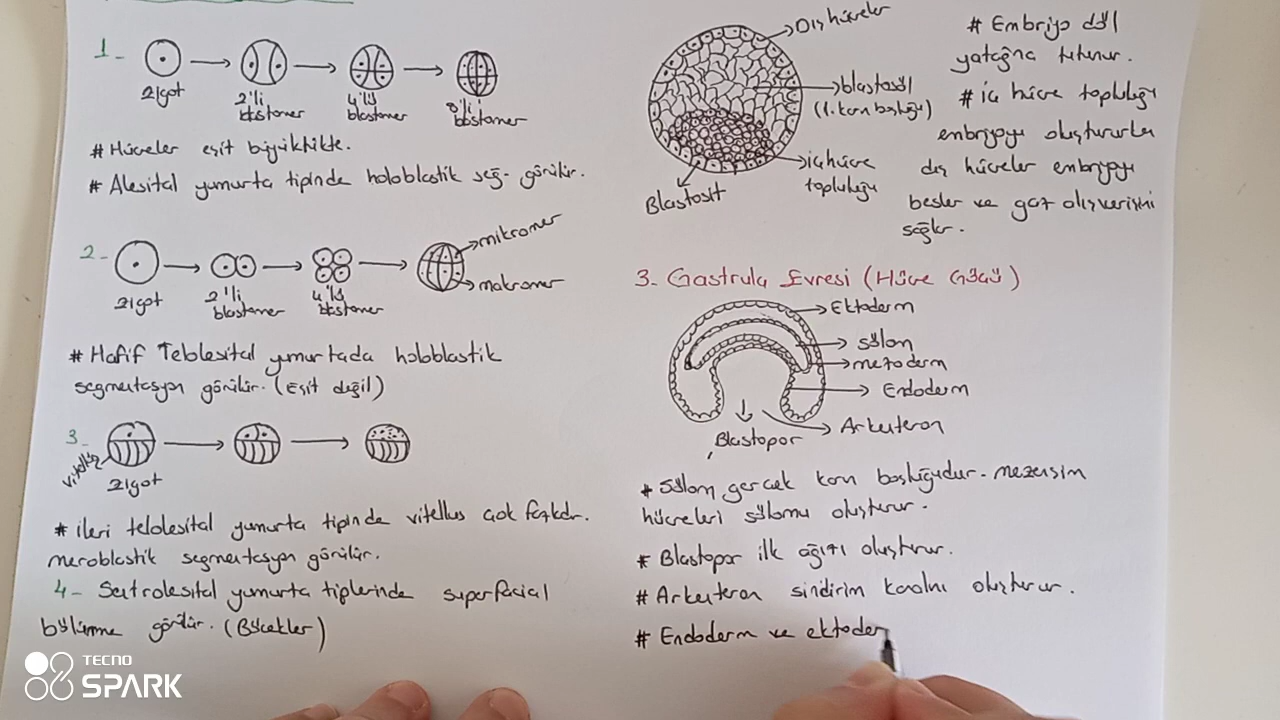 1-
Zigot
2'li
blastomer
4'lü
blastomer
8'li
blastomer
# Hücreler eşit büyüklükte.
# Alesital yumurta tipinde holoblastik seg. görülür.
2-
Zigot
2'li
blastomer
4'lü
blastomer
mikromer
makromer
# Hafif Telolesital yumurtada holoblastik
segmentasyon görülür. (Eşit değil)
3-
vitellüs
Zigot
# ileri telolesital yumurta tipinde vitellus çok fazladır.
meroblastik segmentasyon görülür.
4- Sentrolesital yumurta tiplerinde superfacial
bölünme görülür. (Böcekler)
Dış hücreler
blastosöl
(1. karın boşluğu)
iç hücre
topluluğu
Blastosit
# Embriyo döl
yatağına tutunur.
# iç hücre topluluğu
embriyoyu oluştururken
dış hücreler embriyoyu
besler ve gaz alışverişini
sağlar.
3. Gastrula Evresi (Hücre Göçü)
Ektoderm
sölom
mezoderm
Endoderm
Arkenteron
Blastopor
# Sölom gerçek karın boşluğudur. mezenşim
hücreleri sölomu oluşturur.
# Blastopor ilk ağızı oluşturur.
# Arkenteron sindirim kanalını oluşturur.
# Endoderm ve ektoder
TECNO
SPARK